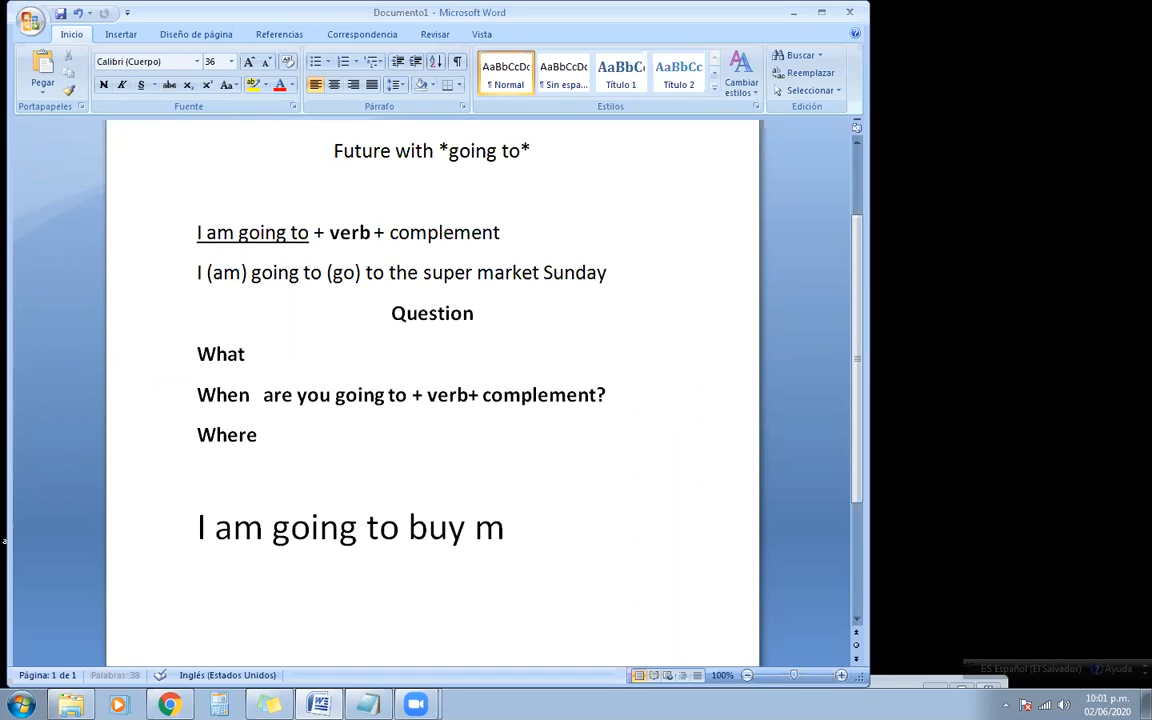 Documento1 - Microsoft Word
Inicio Insertar Diseño de página Referencias Correspondencia Revisar Vista
Pegar
Calibri (Cuerpo) 36
AaBbCcDc AaBbCcDc AaBbC AaBbCc
¶ Normal ¶ Sin espa... Título 1 Título 2
Cambiar estilos
Buscar
Reemplazar
Seleccionar
Portapapeles Fuente Párrafo Estilos Edición
Future with *going to*
I am going to + verb + complement
I (am) going to (go) to the super market Sunday
Question
What
When are you going to + verb+ complement?
Where
I am going to buy m
Página: 1 de 1 Palabras: 38 Inglés (Estados Unidos) 100%
ES Español (El Salvador) Ayuda
10:01 p.m.
02/06/2020